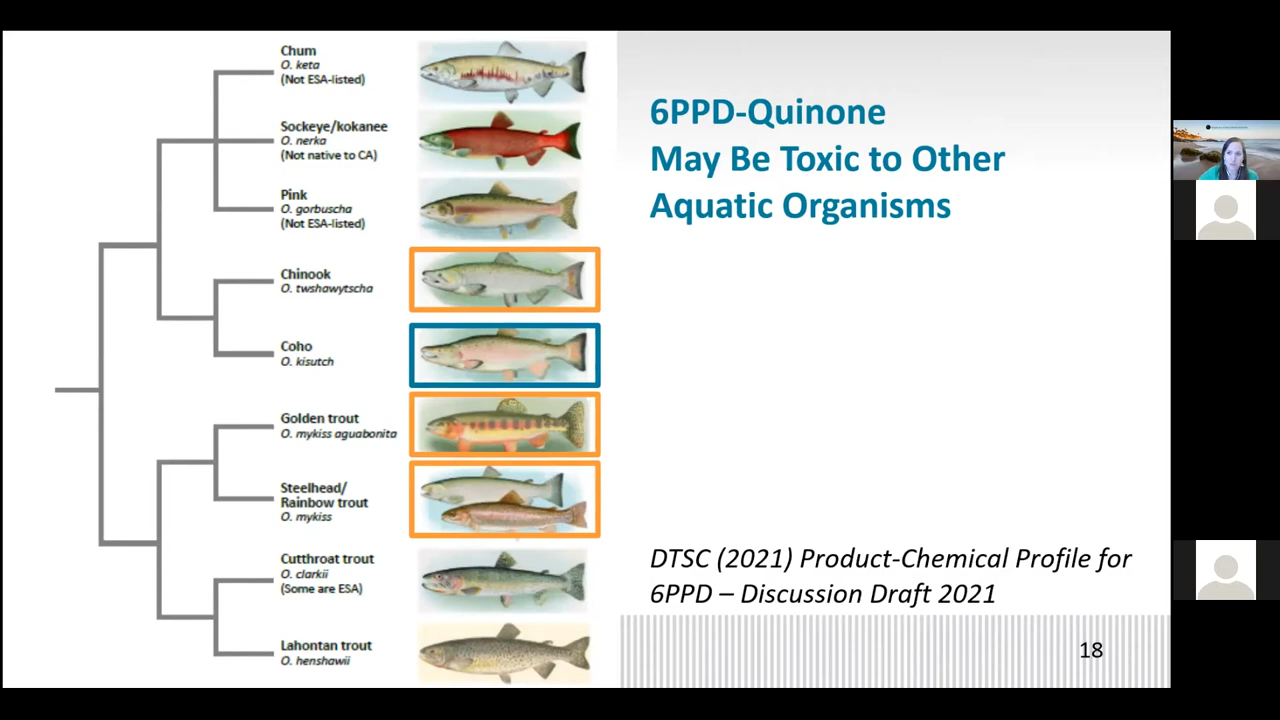 Chum
O. keta
(Not ESA-listed)
Sockeye/kokanee
O. nerka
(Not native to CA)
Pink
O. gorbuscha
(Not ESA-listed)
Chinook
O. twshawytscha
Coho
O. kisutch
Golden trout
O. mykiss aguabonita
Steelhead/
Rainbow trout
O. mykiss
Cutthroat trout
O. clarkii
(Some are ESA)
Lahontan trout
O. henshawii
6PPD-Quinone
May Be Toxic to Other
Aquatic Organisms
DTSC (2021) Product-Chemical Profile for
6PPD – Discussion Draft 2021
18